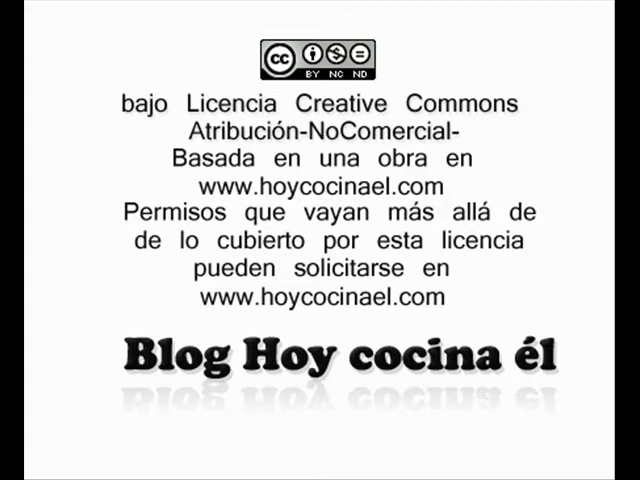 cc
BY NC ND
bajo Licencia Creative Commons
Atribución-NoComercial-
Basada en una obra en
www.hoycocinael.com
Permisos que vayan más allá de
de lo cubierto por esta licencia
pueden solicitarse en
www.hoycocinael.com
Blog Hoy cocina él